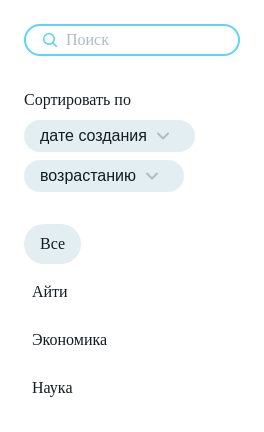 Поиск
Сортировать по
дате создания
возрастанию
Все
Айти
Экономика
Наука